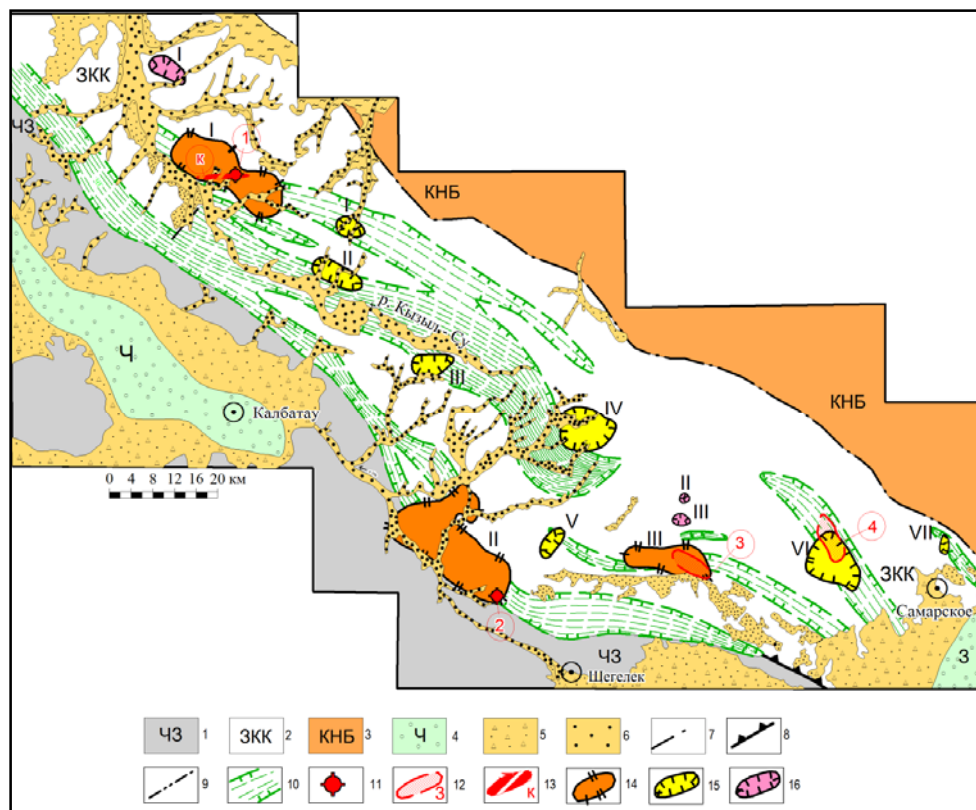 I
ЗКК
ЧЗ
I
1
К
КНБ
I
II
р. Кызыл-Су
Ч
III
КНБ
Калбатау
IV
0 4 8 12 16 20 км
II
III
V
II
III
3
4
VI
VII
ЗКК
Самарское
2
ЧЗ
Шегелек
З
ЧЗ 1
ЗКК 2
КНБ 3
Ч 4
5
6
7
8
9
10
11
3 12
К 13
14
15
16